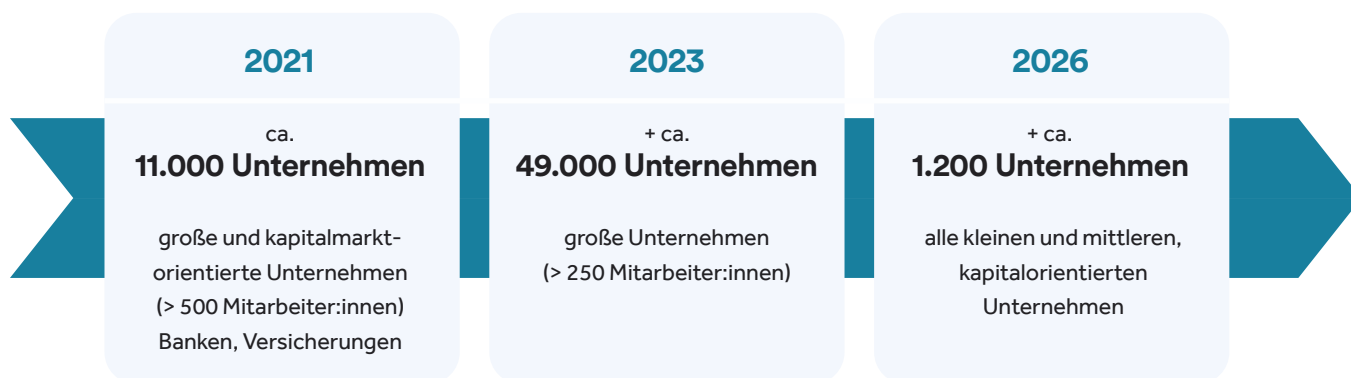 2021
ca.
11.000 Unternehmen
große und kapitalmarkt-
orientierte Unternehmen
(> 500 Mitarbeiter:innen)
Banken, Versicherungen
2023
+ ca.
49.000 Unternehmen
große Unternehmen
(> 250 Mitarbeiter:innen)
2026
+ ca.
1.200 Unternehmen
alle kleinen und mittleren,
kapitalorientierten
Unternehmen